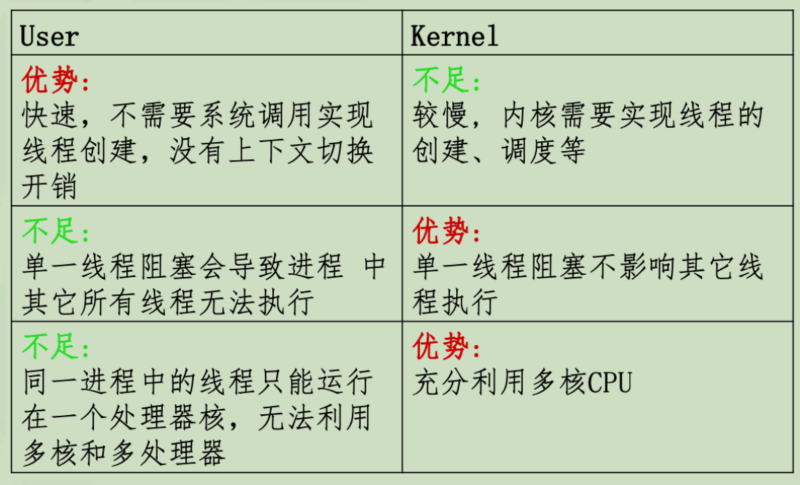 User
Kernel
优势：
快速，不需要系统调用实现
线程创建，没有上下文切换
开销
不足：
较慢，内核需要实现线程的
创建、调度等
不足：
单一线程阻塞会导致进程 中
其它所有线程无法执行
优势：
单一线程阻塞不影响其它线
程执行
不足：
同一进程中的线程只能运行
在一个处理器核，无法利用
多核和多处理器
优势：
充分利用多核CPU